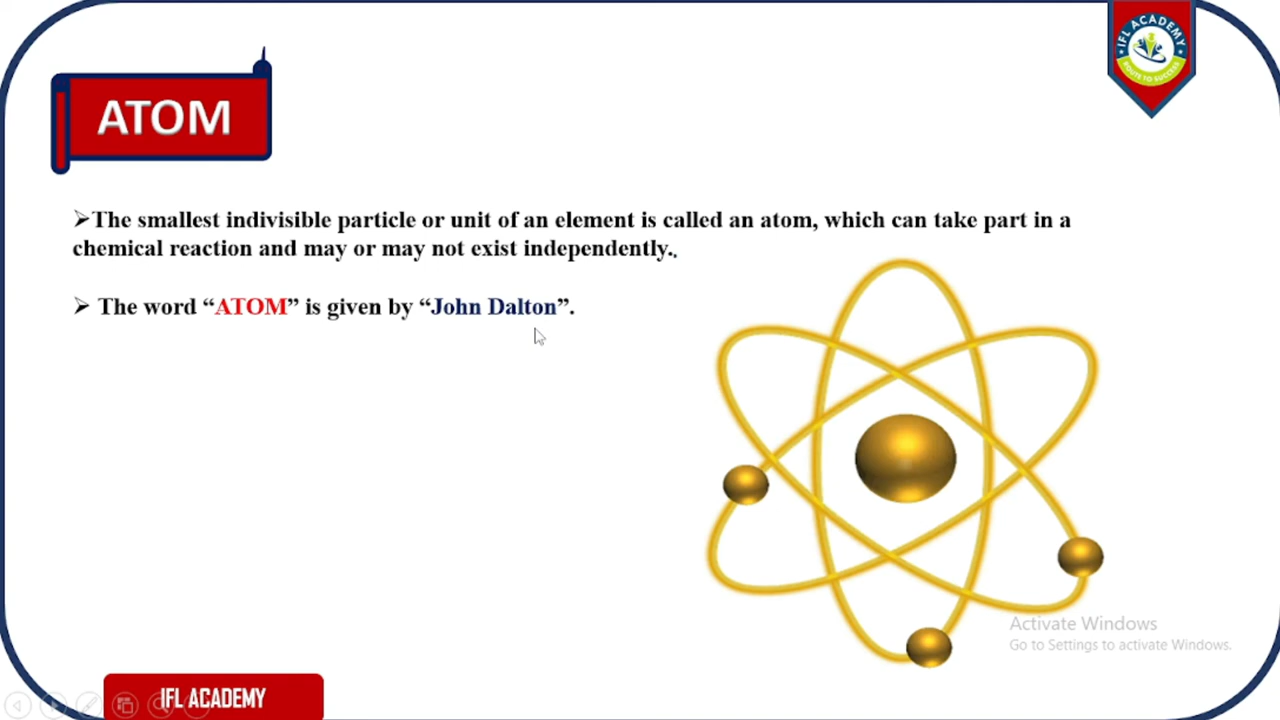 IFL ACADEMY
ROUTE TO SUCCESS
ATOM
➢The smallest indivisible particle or unit of an element is called an atom, which can take part in a
chemical reaction and may or may not exist independently..
➢ The word “ATOM” is given by “John Dalton”.
Activate Windows
Go to Settings to activate Windows.
IFL ACADEMY